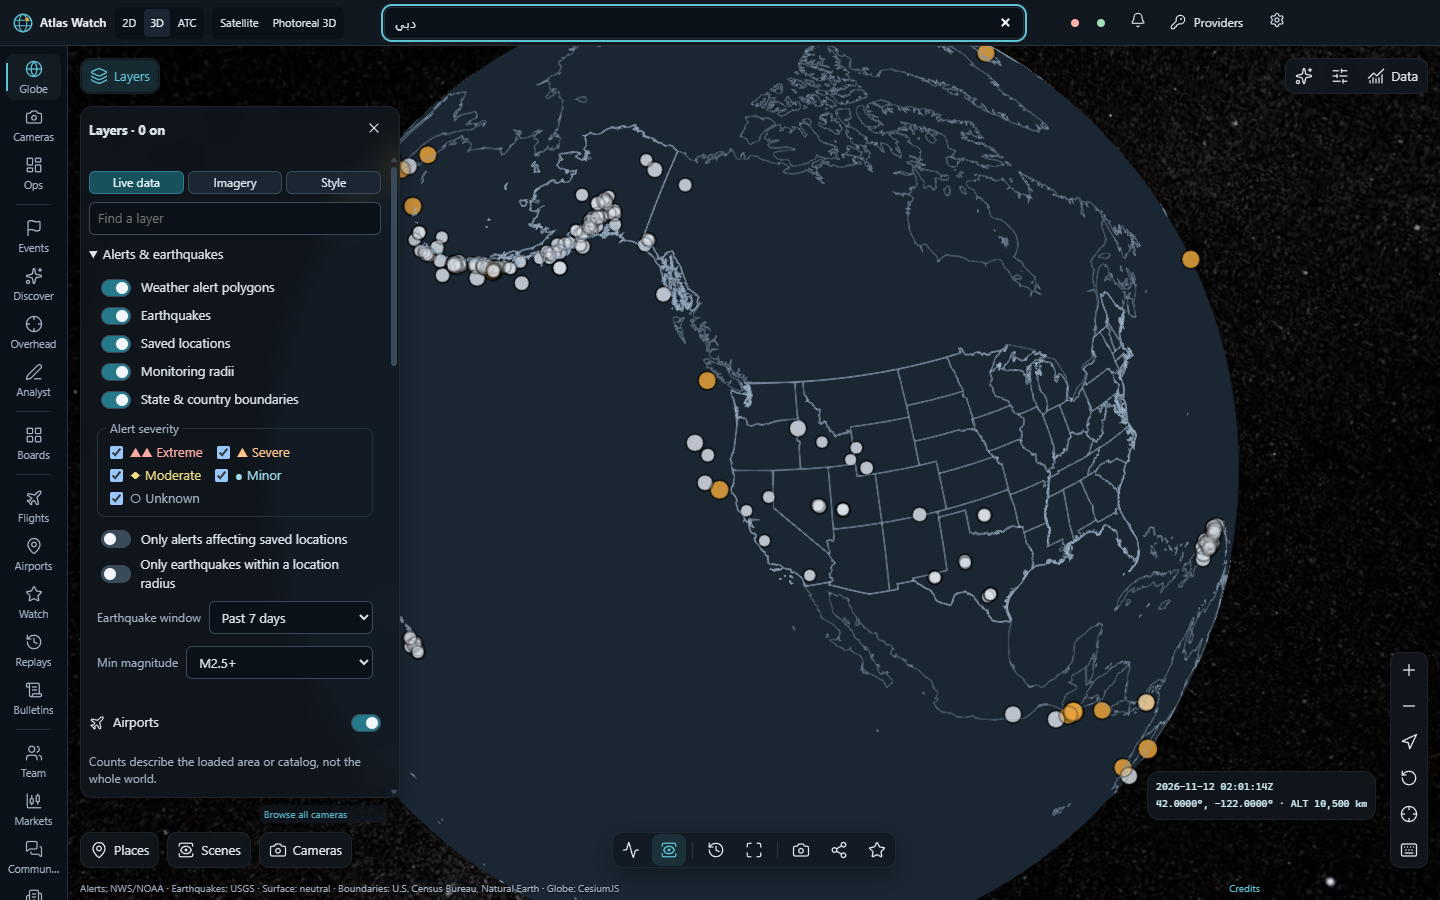 Atlas Watch
2D
3D
ATC
Satellite
Photoreal 3D
دبي
Providers
Globe
Cameras
Ops
Events
Discover
Overhead
Analyst
Boards
Flights
Airports
Watch
Replays
Bulletins
Team
Markets
Commun...
Layers
Data
Layers · 0 on
Live data
Imagery
Style
Find a layer
Alerts & earthquakes
Weather alert polygons
Earthquakes
Saved locations
Monitoring radii
State & country boundaries
Alert severity
Extreme
Severe
Moderate
Minor
Unknown
Only alerts affecting saved locations
Only earthquakes within a location
radius
Earthquake window
Past 7 days
Min magnitude
M2.5+
Airports
Counts describe the loaded area or catalog, not the
whole world.
Browse all cameras
Places
Scenes
Cameras
2026-11-12 02:01:14Z
42.0000°, -122.0000° · ALT 10,500 km
Alerts: NWS/NOAA · Earthquakes: USGS · Surface: neutral · Boundaries: U.S. Census Bureau, Natural Earth · Globe: CesiumJS
Credits